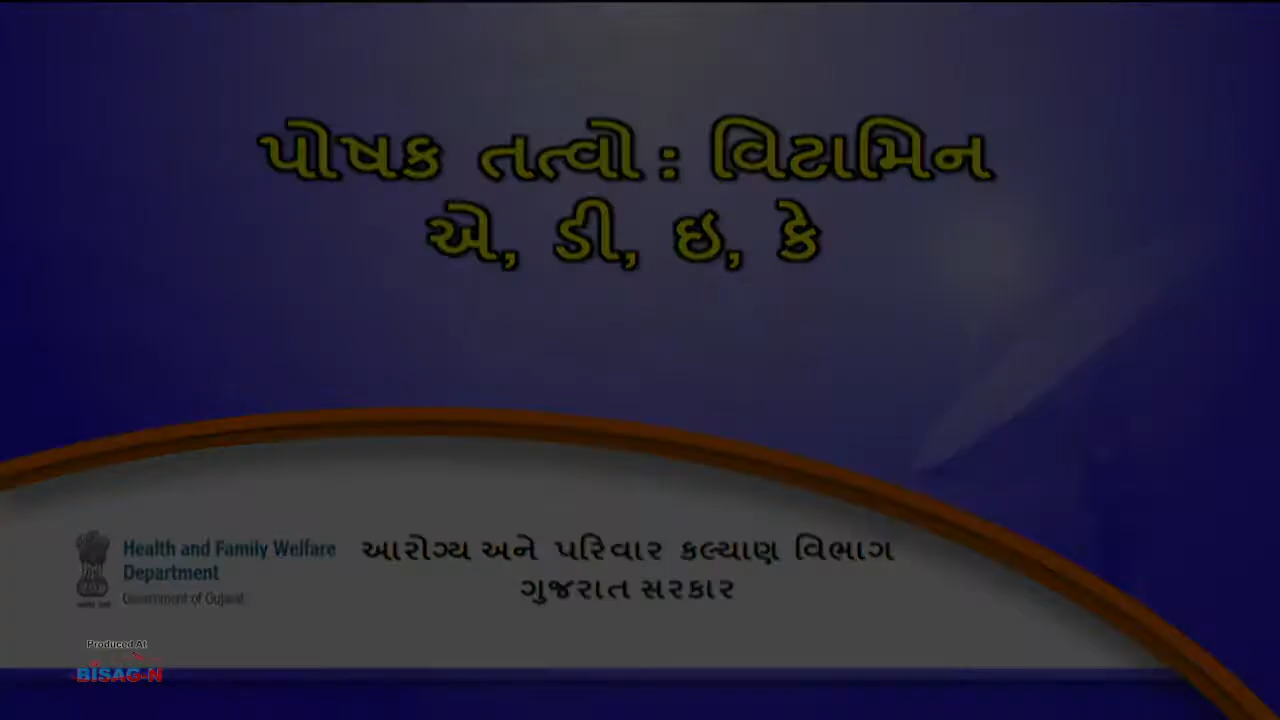 પોષક તત્વો : વિટામિન
એ, ડી, ઇ, કે
Health and Family Welfare
Department
Government of Gujarat
આરોગ્ય અને પરિવાર કલ્યાણ વિભાગ
ગુજરાત સરકાર
Produced At
BISAG-N